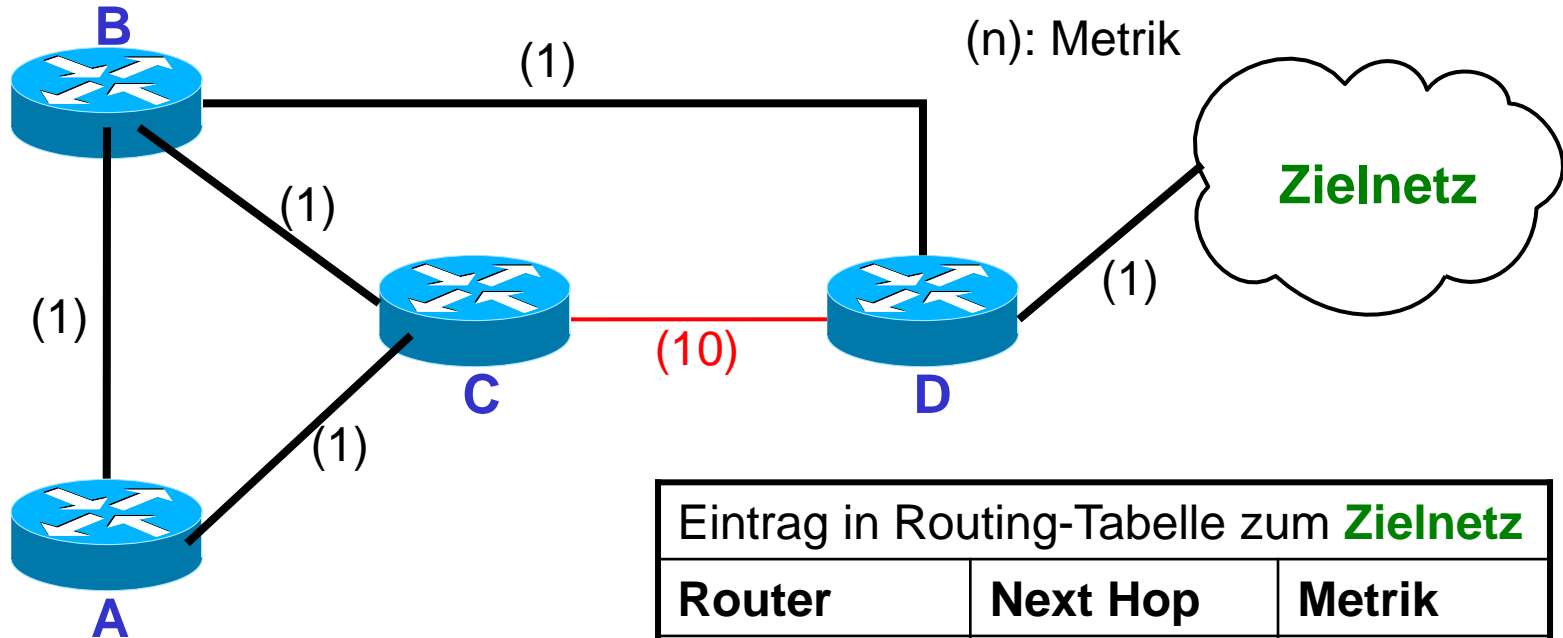 B
(1)
(n): Metrik
Zielnetz
(1)
(1)
(1)
(10)
C
D
(1)
A
Eintrag in Routing-Tabelle zum Zielnetz
Router Next Hop Metrik